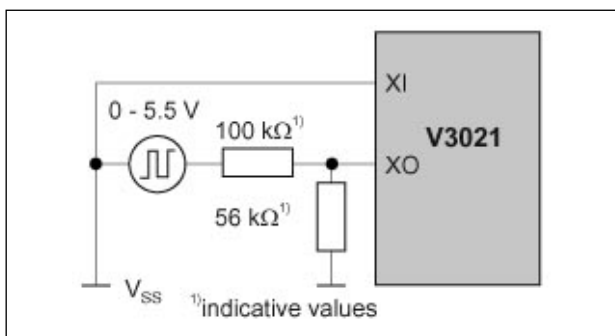 XI
0 - 5.5 V
100 kΩ¹⁾
V3021
XO
56 kΩ¹⁾
VSS
¹⁾indicative values